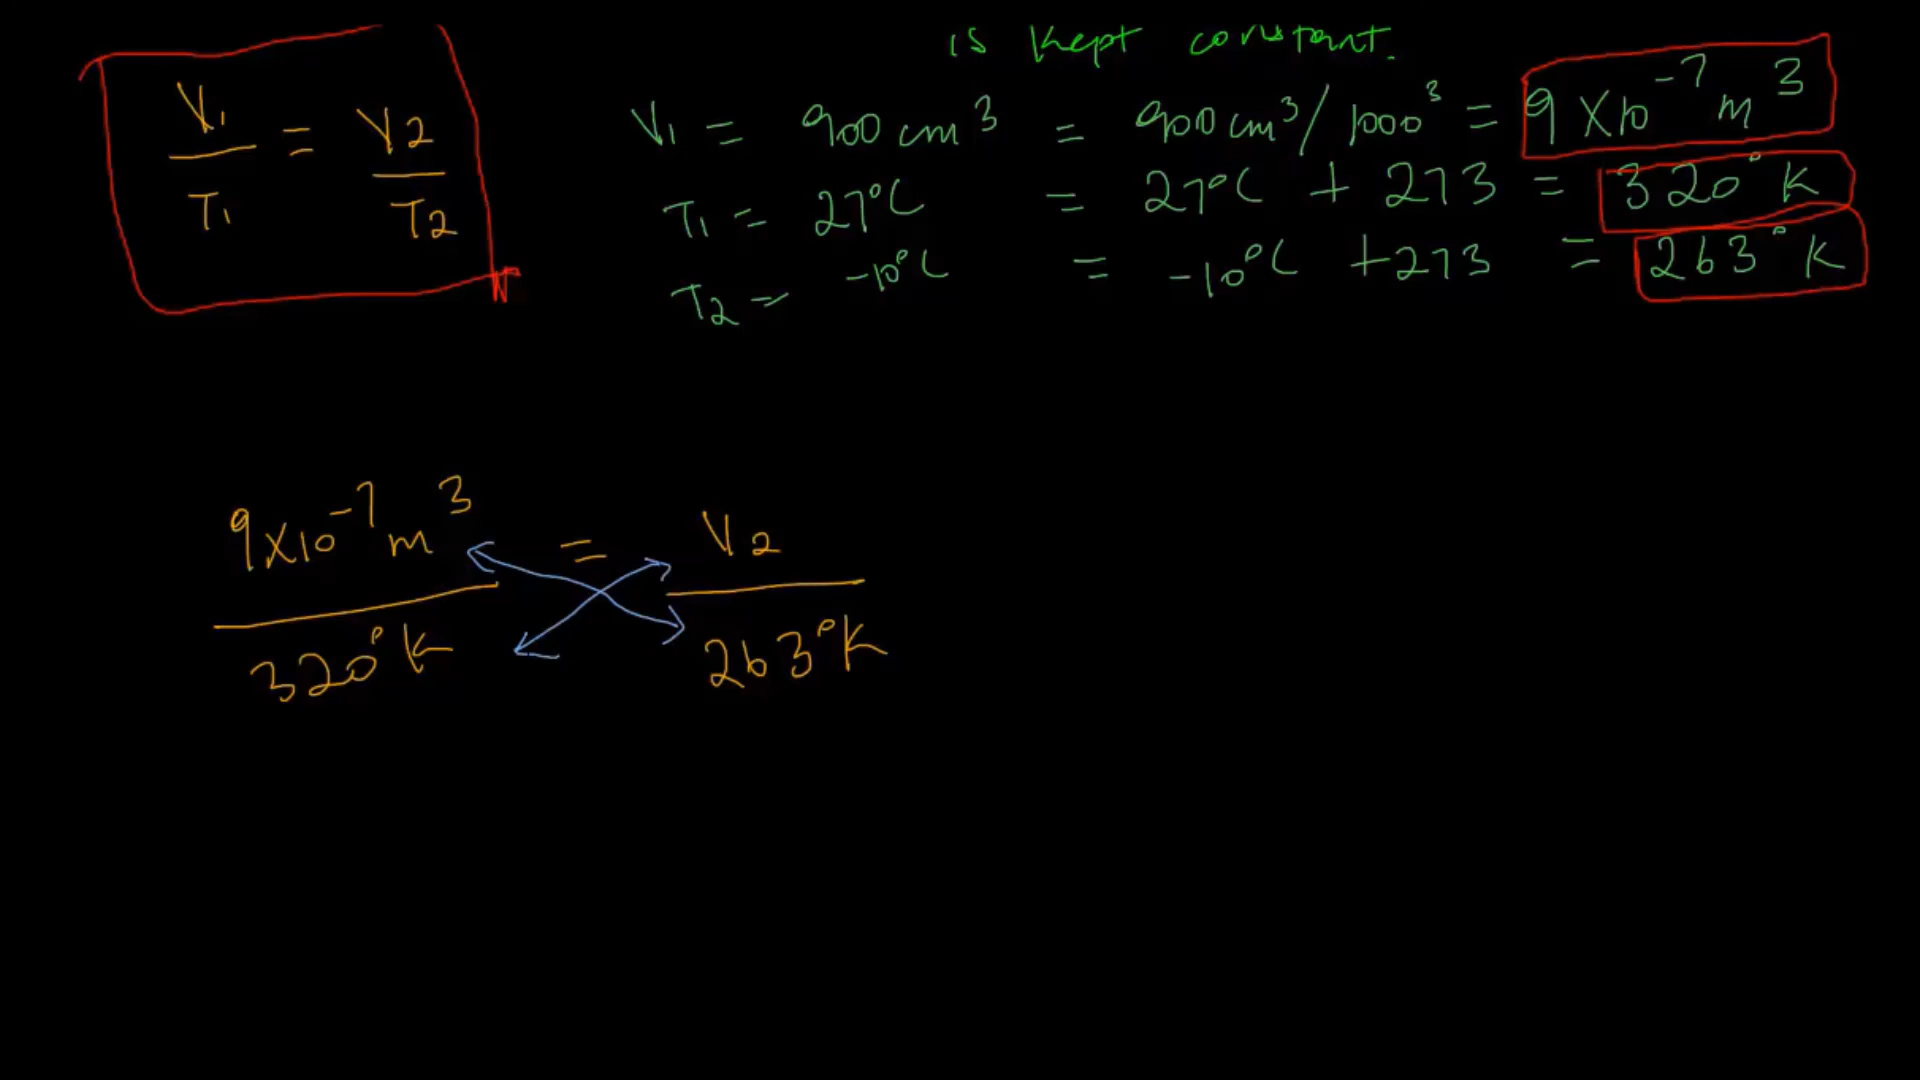 is kept constant.
V1 = 900 cm³ = 900 cm³/1000³ = 9 X10⁻⁷ m³
V1/T1 = V2/T2
T1 = 27°C = 27°C + 273 = 320°K
T2 = -10°C = -10°C +273 = 263°K
9X10⁻⁷ m³ = V2
320°K 263°K